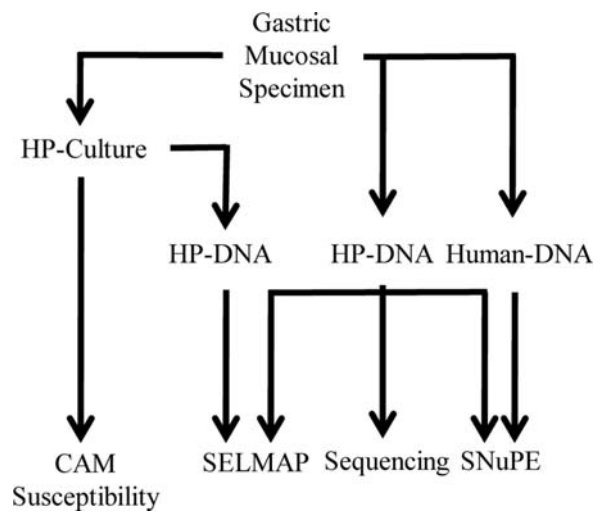 Gastric
Mucosal
Specimen
HP-Culture
HP-DNA HP-DNA Human-DNA
CAM
Susceptibility
SELMAP Sequencing SNuPE